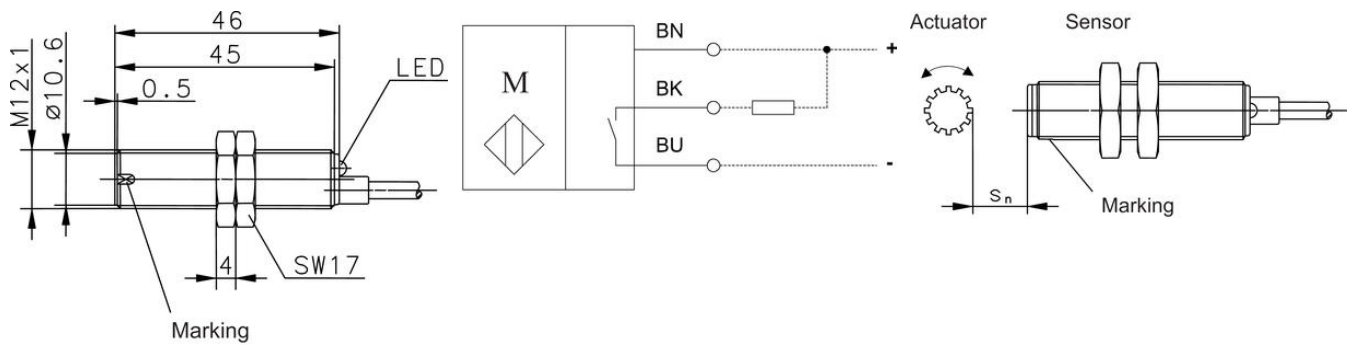 46
45
LED
0.5
M12x1
ø10.6
4
SW17
Marking
M
BN
BK
BU
+
-
Actuator
Sensor
Sn
Marking